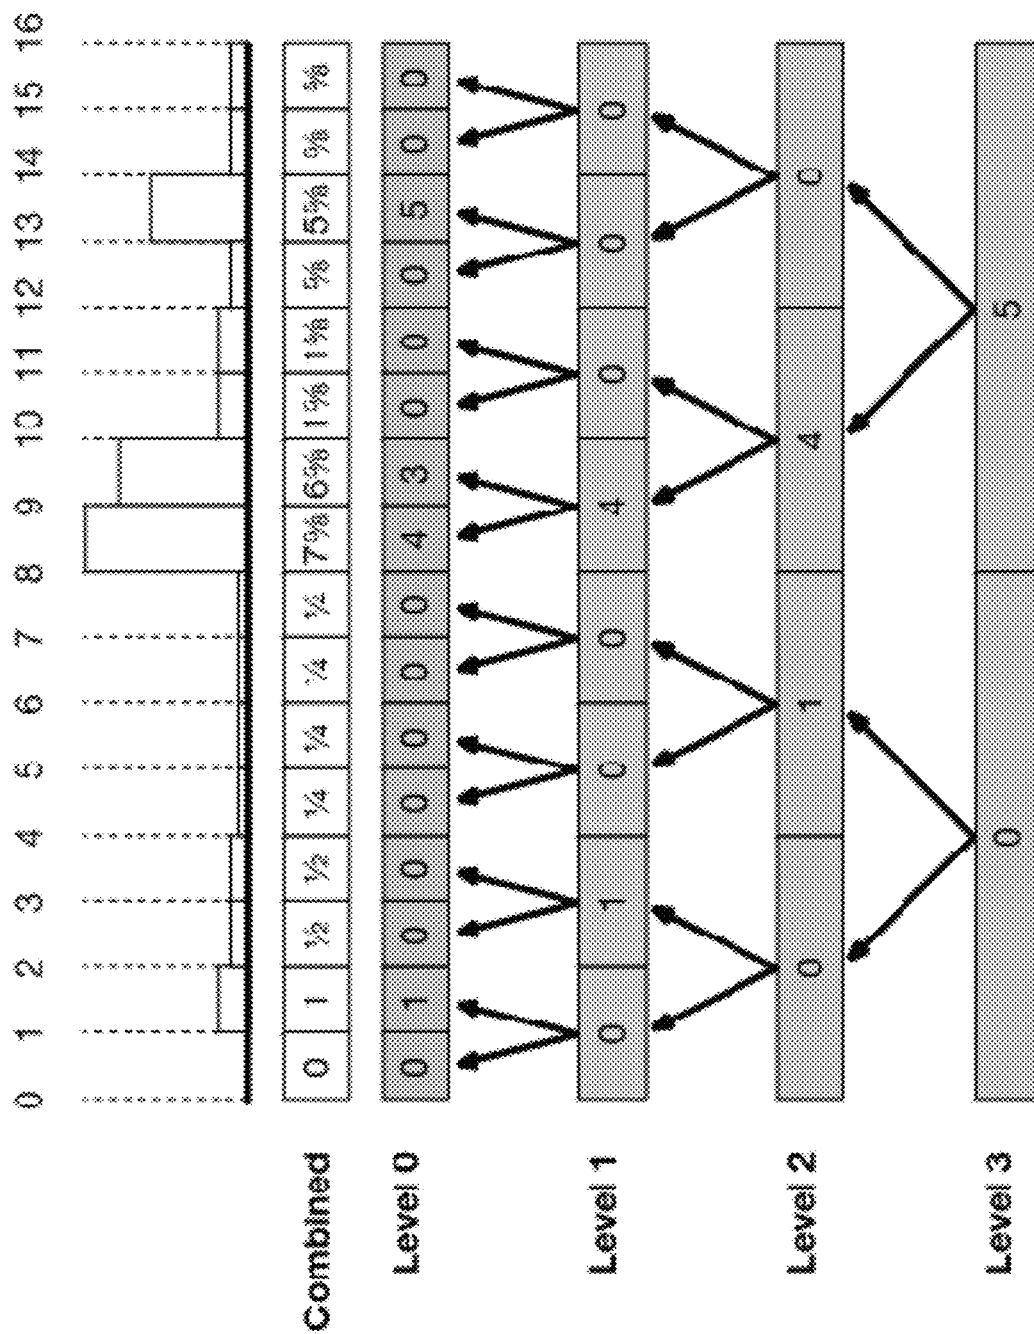 0 1 2 3 4 5 6 7 8 9 10 11 12 13 14 15 16
Combined 0 1 ½ ½ ¼ ¼ ¼ ¼ 7⅝ 6⅝ 1⅝ 1⅝ ⅝ 5⅝ ⅝ ⅝
Level 0 0 1 0 0 0 0 0 0 4 3 0 0 0 5 0 0
Level 1 0 1 0 0 4 0 0 0
Level 2 0 1 4 0
Level 3 0 5